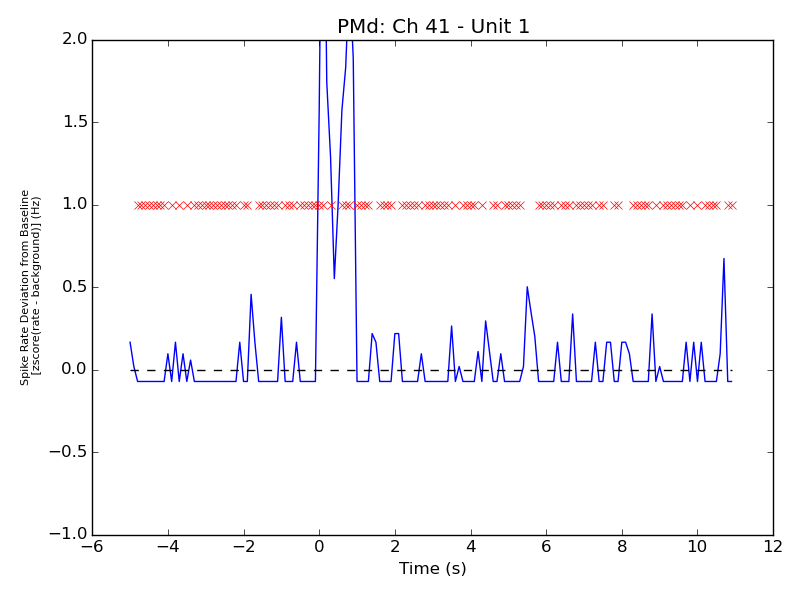 PMd: Ch 41 - Unit 1
2.0
1.5
1.0
0.5
0.0
−0.5
−1.0
Spike Rate Deviation from Baseline
[zscore(rate - background)] (Hz)
−6 −4 −2 0 2 4 6 8 10 12
Time (s)